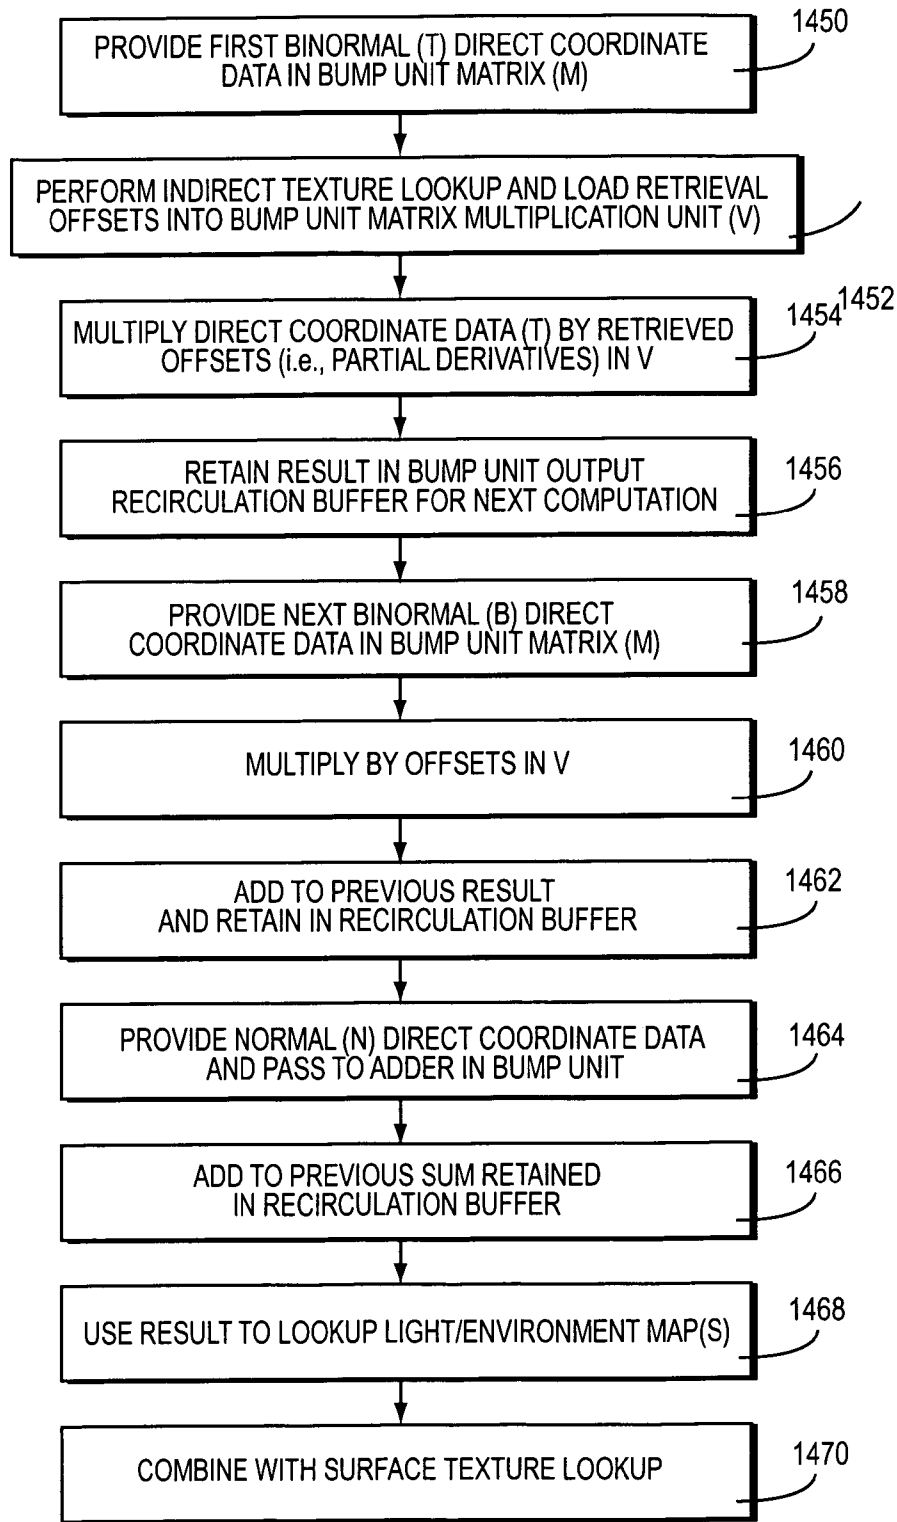 1450
PROVIDE FIRST BINORMAL (T) DIRECT COORDINATE
DATA IN BUMP UNIT MATRIX (M)
PERFORM INDIRECT TEXTURE LOOKUP AND LOAD RETRIEVAL
OFFSETS INTO BUMP UNIT MATRIX MULTIPLICATION UNIT (V)
1452
1454
MULTIPLY DIRECT COORDINATE DATA (T) BY RETRIEVED
OFFSETS (i.e., PARTIAL DERIVATIVES) IN V
1456
RETAIN RESULT IN BUMP UNIT OUTPUT
RECIRCULATION BUFFER FOR NEXT COMPUTATION
1458
PROVIDE NEXT BINORMAL (B) DIRECT
COORDINATE DATA IN BUMP UNIT MATRIX (M)
1460
MULTIPLY BY OFFSETS IN V
1462
ADD TO PREVIOUS RESULT
AND RETAIN IN RECIRCULATION BUFFER
1464
PROVIDE NORMAL (N) DIRECT COORDINATE DATA
AND PASS TO ADDER IN BUMP UNIT
1466
ADD TO PREVIOUS SUM RETAINED
IN RECIRCULATION BUFFER
1468
USE RESULT TO LOOKUP LIGHT/ENVIRONMENT MAP(S)
1470
COMBINE WITH SURFACE TEXTURE LOOKUP